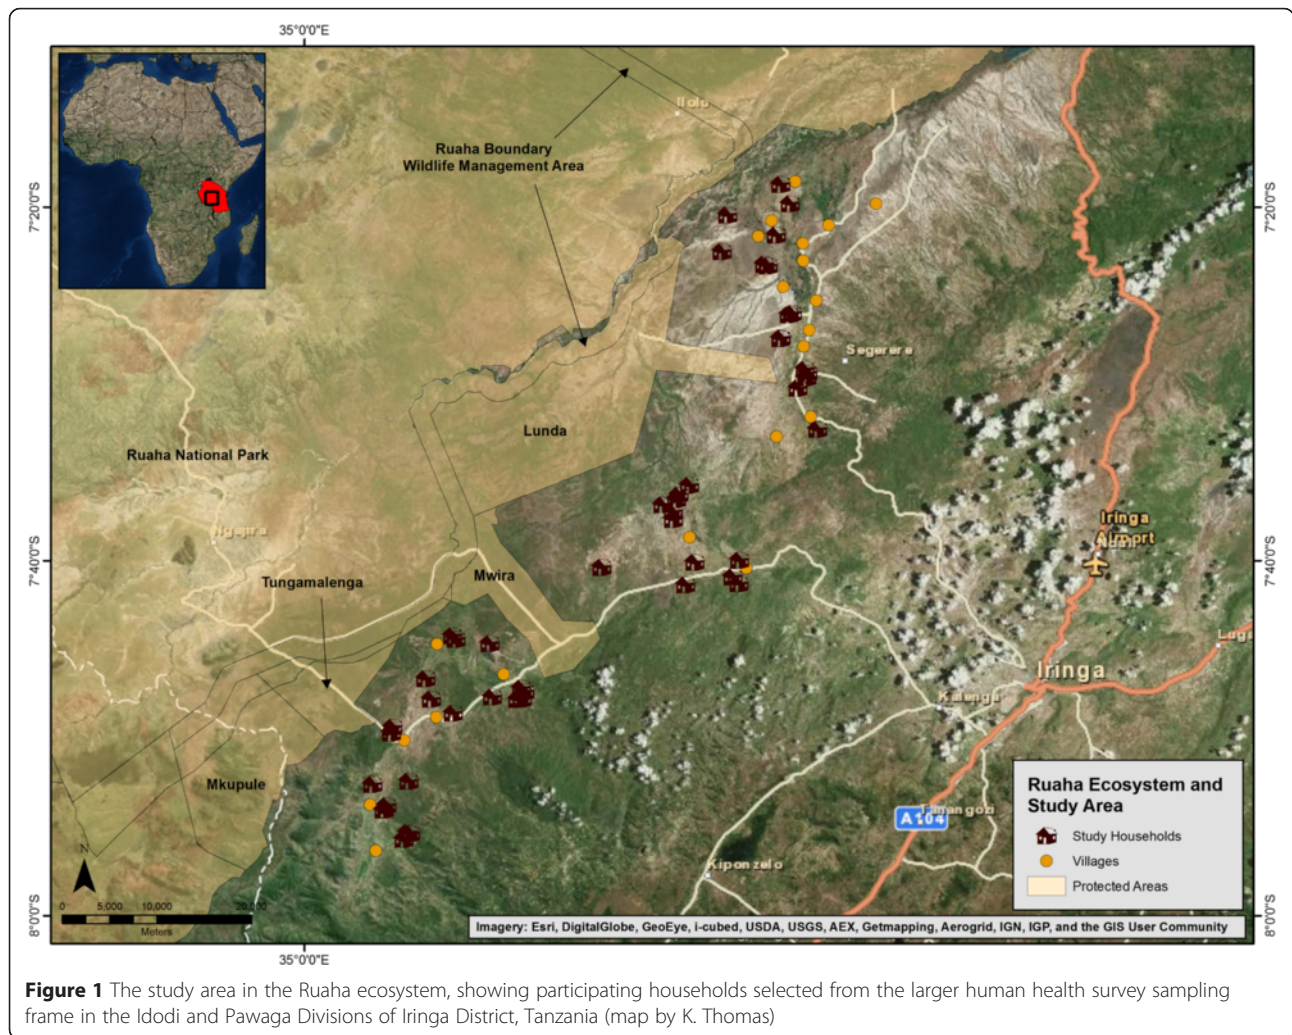 35°0'0"E
Ilolo
Ruaha Boundary
Wildlife Management Area
7°20'0"S
7°20'0"S
Segerere
Lunda
Ruaha National Park
Ngajira
Iringa
Airport
Nduli
7°40'0"S
7°40'0"S
Tungamalenga
Mwira
Iringa
Kalenga
Mkupule
Ruaha Ecosystem and
Study Area
Study Households
Villages
Protected Areas
A104
Tanangozi
Kiponzelo
N
0 5,000 10,000 20,000
Meters
8°0'0"S
8°0'0"S
Imagery: Esri, DigitalGlobe, GeoEye, i-cubed, USDA, USGS, AEX, Getmapping, Aerogrid, IGN, IGP, and the GIS User Community
35°0'0"E
Figure 1 The study area in the Ruaha ecosystem, showing participating households selected from the larger human health survey sampling
frame in the Idodi and Pawaga Divisions of Iringa District, Tanzania (map by K. Thomas)